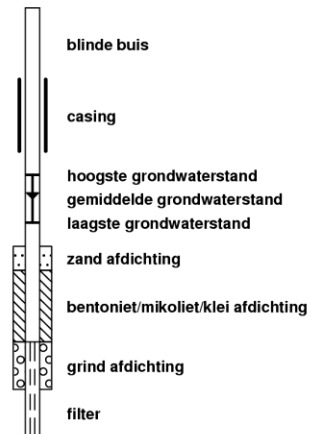 blinde buis
casing
hoogste grondwaterstand
gemiddelde grondwaterstand
laagste grondwaterstand
zand afdichting
bentoniet/mikoliet/klei afdichting
grind afdichting
filter